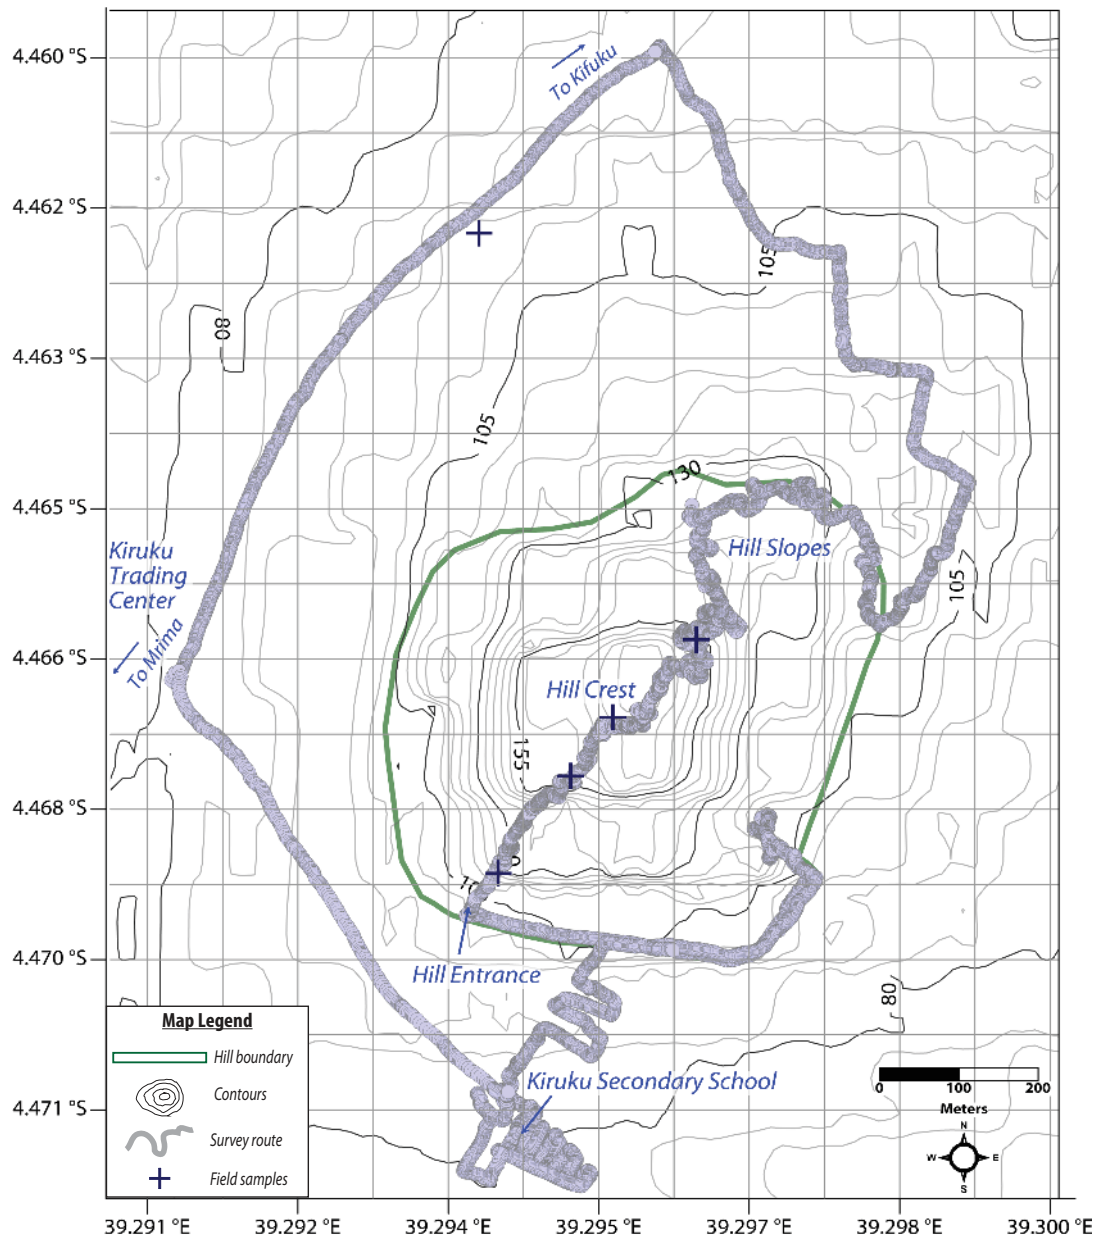 4.460 °S
To Kifuku
4.462 °S
105
80
4.463 °S
105
130
4.465 °S
Hill Slopes
Kiruku
Trading
Center
105
To Mrima
4.466 °S
Hill Crest
155
4.468 °S
4.470 °S
Hill Entrance
80
Map Legend
Hill boundary
Contours
Survey route
Field samples
Kiruku Secondary School
0 100 200
Meters
N
W E
S
4.471 °S
39.291 °E 39.292 °E 39.294 °E 39.295 °E 39.297 °E 39.298 °E 39.300 °E